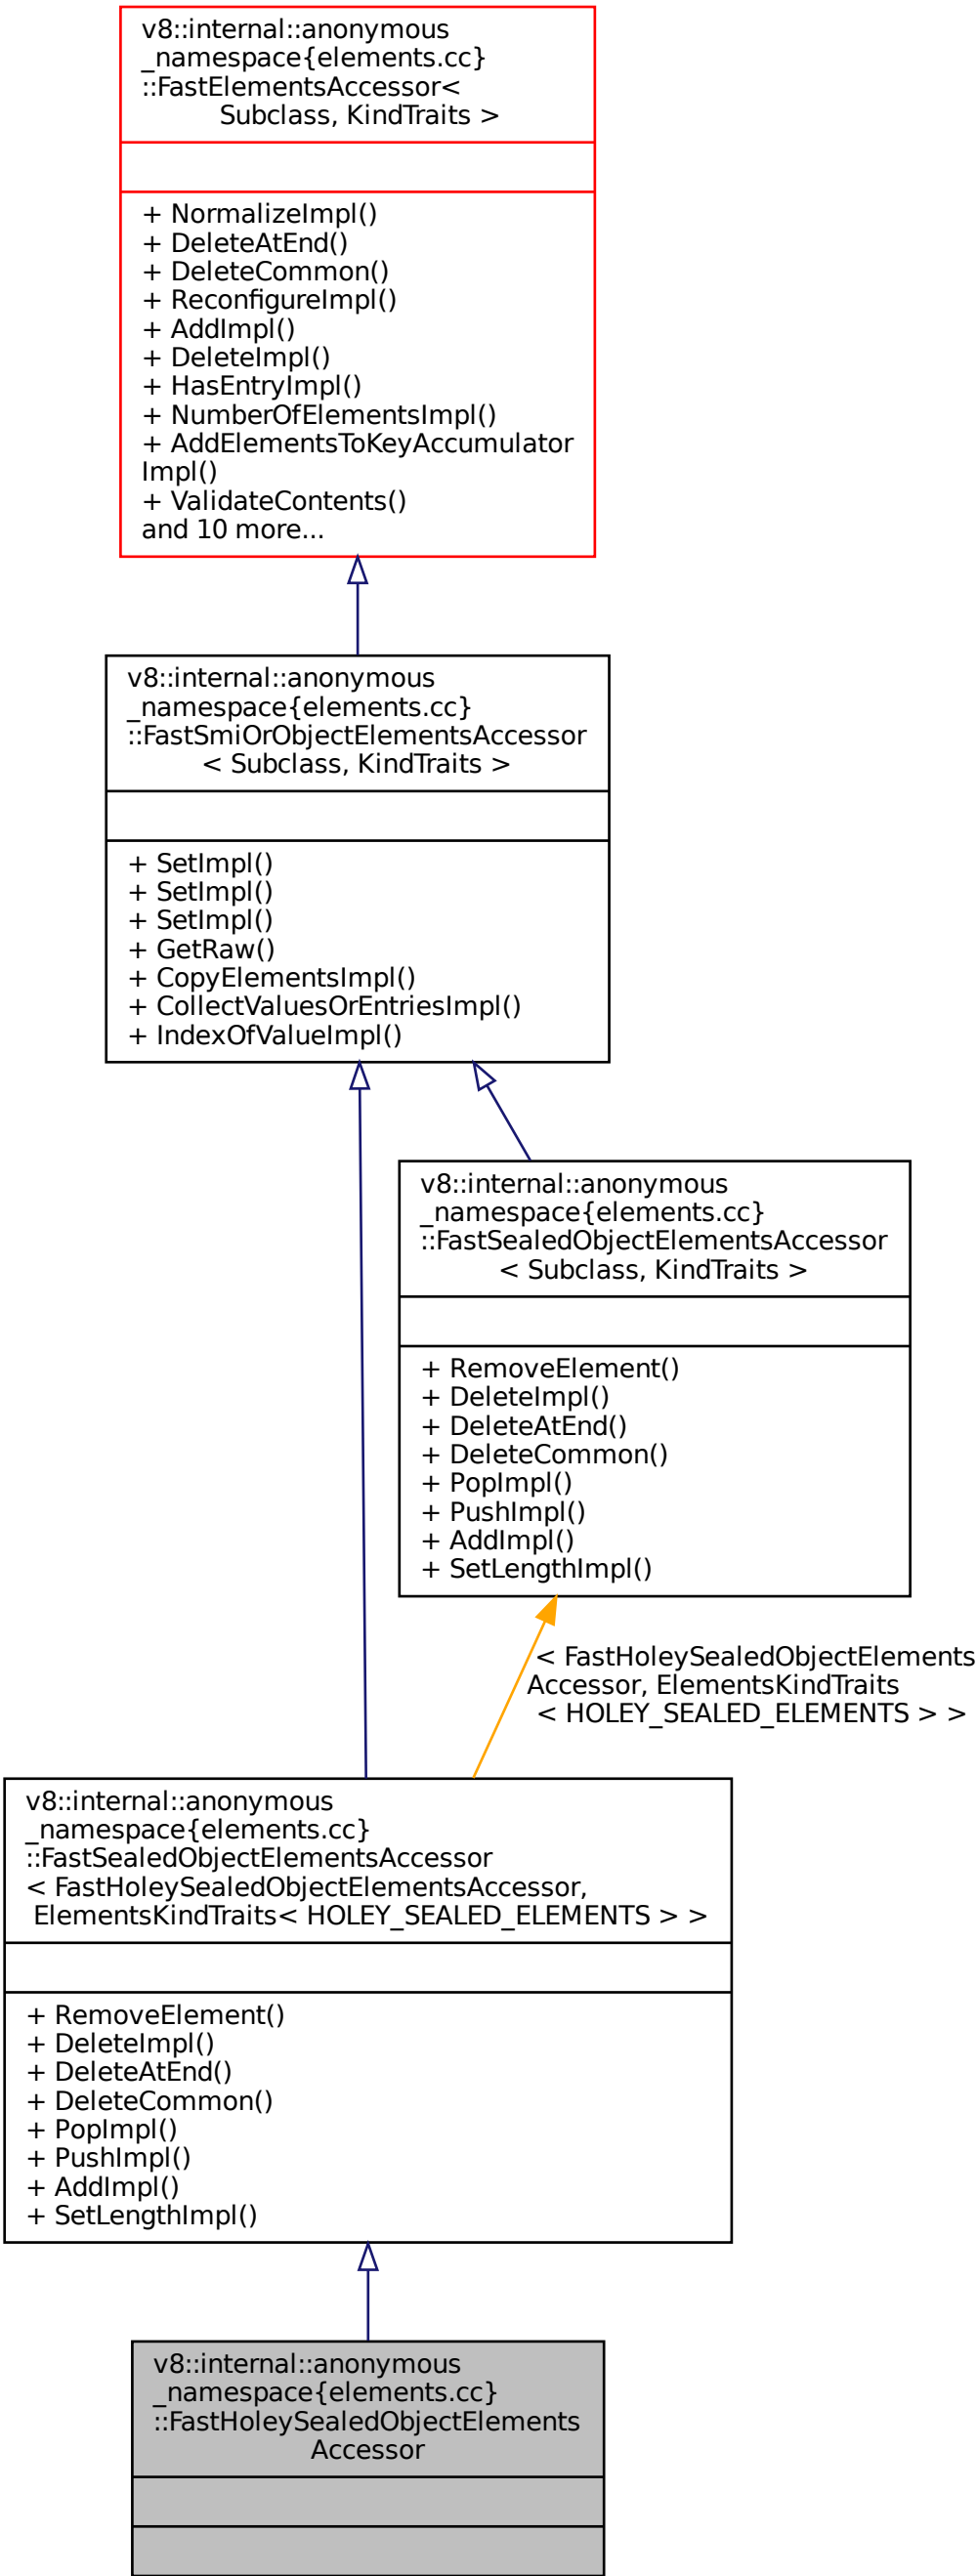 v8::internal::anonymous
_namespace{elements.cc}
::FastElementsAccessor<
Subclass, KindTraits >
+ NormalizeImpl()
+ DeleteAtEnd()
+ DeleteCommon()
+ ReconfigureImpl()
+ AddImpl()
+ DeleteImpl()
+ HasEntryImpl()
+ NumberOfElementsImpl()
+ AddElementsToKeyAccumulator
Impl()
+ ValidateContents()
and 10 more...
v8::internal::anonymous
_namespace{elements.cc}
::FastSmiOrObjectElementsAccessor
< Subclass, KindTraits >
+ SetImpl()
+ SetImpl()
+ SetImpl()
+ GetRaw()
+ CopyElementsImpl()
+ CollectValuesOrEntriesImpl()
+ IndexOfValueImpl()
v8::internal::anonymous
_namespace{elements.cc}
::FastSealedObjectElementsAccessor
< Subclass, KindTraits >
+ RemoveElement()
+ DeleteImpl()
+ DeleteAtEnd()
+ DeleteCommon()
+ PopImpl()
+ PushImpl()
+ AddImpl()
+ SetLengthImpl()
< FastHoleySealedObjectElements
Accessor, ElementsKindTraits
< HOLEY_SEALED_ELEMENTS > >
v8::internal::anonymous
_namespace{elements.cc}
::FastSealedObjectElementsAccessor
< FastHoleySealedObjectElementsAccessor,
ElementsKindTraits< HOLEY_SEALED_ELEMENTS > >
+ RemoveElement()
+ DeleteImpl()
+ DeleteAtEnd()
+ DeleteCommon()
+ PopImpl()
+ PushImpl()
+ AddImpl()
+ SetLengthImpl()
v8::internal::anonymous
_namespace{elements.cc}
::FastHoleySealedObjectElements
Accessor